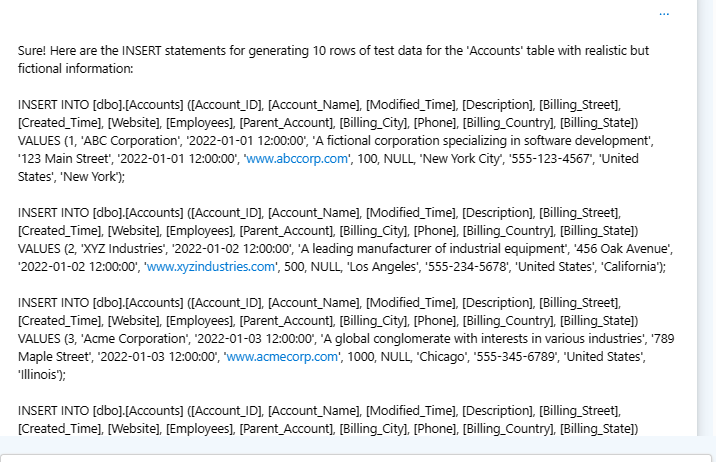 ...
Sure! Here are the INSERT statements for generating 10 rows of test data for the 'Accounts' table with realistic but
fictional information:
INSERT INTO [dbo].[Accounts] ([Account_ID], [Account_Name], [Modified_Time], [Description], [Billing_Street],
[Created_Time], [Website], [Employees], [Parent_Account], [Billing_City], [Phone], [Billing_Country], [Billing_State])
VALUES (1, 'ABC Corporation', '2022-01-01 12:00:00', 'A fictional corporation specializing in software development',
'123 Main Street', '2022-01-01 12:00:00', 'www.abccorp.com', 100, NULL, 'New York City', '555-123-4567', 'United
States', 'New York');
INSERT INTO [dbo].[Accounts] ([Account_ID], [Account_Name], [Modified_Time], [Description], [Billing_Street],
[Created_Time], [Website], [Employees], [Parent_Account], [Billing_City], [Phone], [Billing_Country], [Billing_State])
VALUES (2, 'XYZ Industries', '2022-01-02 12:00:00', 'A leading manufacturer of industrial equipment', '456 Oak Avenue',
'2022-01-02 12:00:00', 'www.xyzindustries.com', 500, NULL, 'Los Angeles', '555-234-5678', 'United States', 'California');
INSERT INTO [dbo].[Accounts] ([Account_ID], [Account_Name], [Modified_Time], [Description], [Billing_Street],
[Created_Time], [Website], [Employees], [Parent_Account], [Billing_City], [Phone], [Billing_Country], [Billing_State])
VALUES (3, 'Acme Corporation', '2022-01-03 12:00:00', 'A global conglomerate with interests in various industries', '789
Maple Street', '2022-01-03 12:00:00', 'www.acmecorp.com', 1000, NULL, 'Chicago', '555-345-6789', 'United States',
'Illinois');
INSERT INTO [dbo].[Accounts] ([Account_ID], [Account_Name], [Modified_Time], [Description], [Billing_Street],
[Created_Time], [Website], [Employees], [Parent_Account], [Billing_City], [Phone], [Billing_Country], [Billing_State])